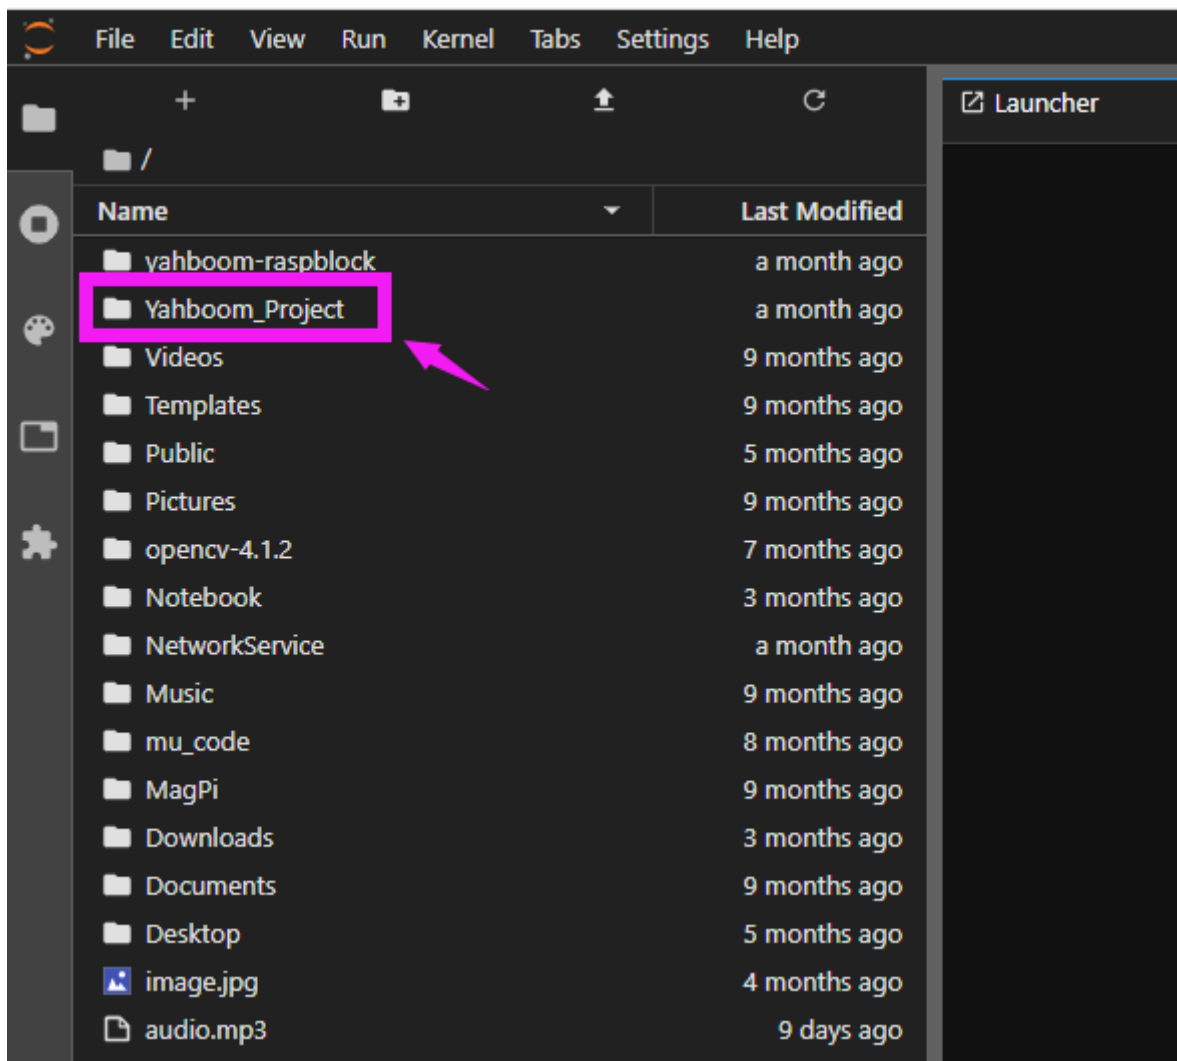 File Edit View Run Kernel Tabs Settings Help
Launcher
/
Name Last Modified
yahboom-raspblock a month ago
Yahboom_Project a month ago
Videos 9 months ago
Templates 9 months ago
Public 5 months ago
Pictures 9 months ago
opencv-4.1.2 7 months ago
Notebook 3 months ago
NetworkService a month ago
Music 9 months ago
mu_code 8 months ago
MagPi 9 months ago
Downloads 3 months ago
Documents 9 months ago
Desktop 5 months ago
image.jpg 4 months ago
audio.mp3 9 days ago